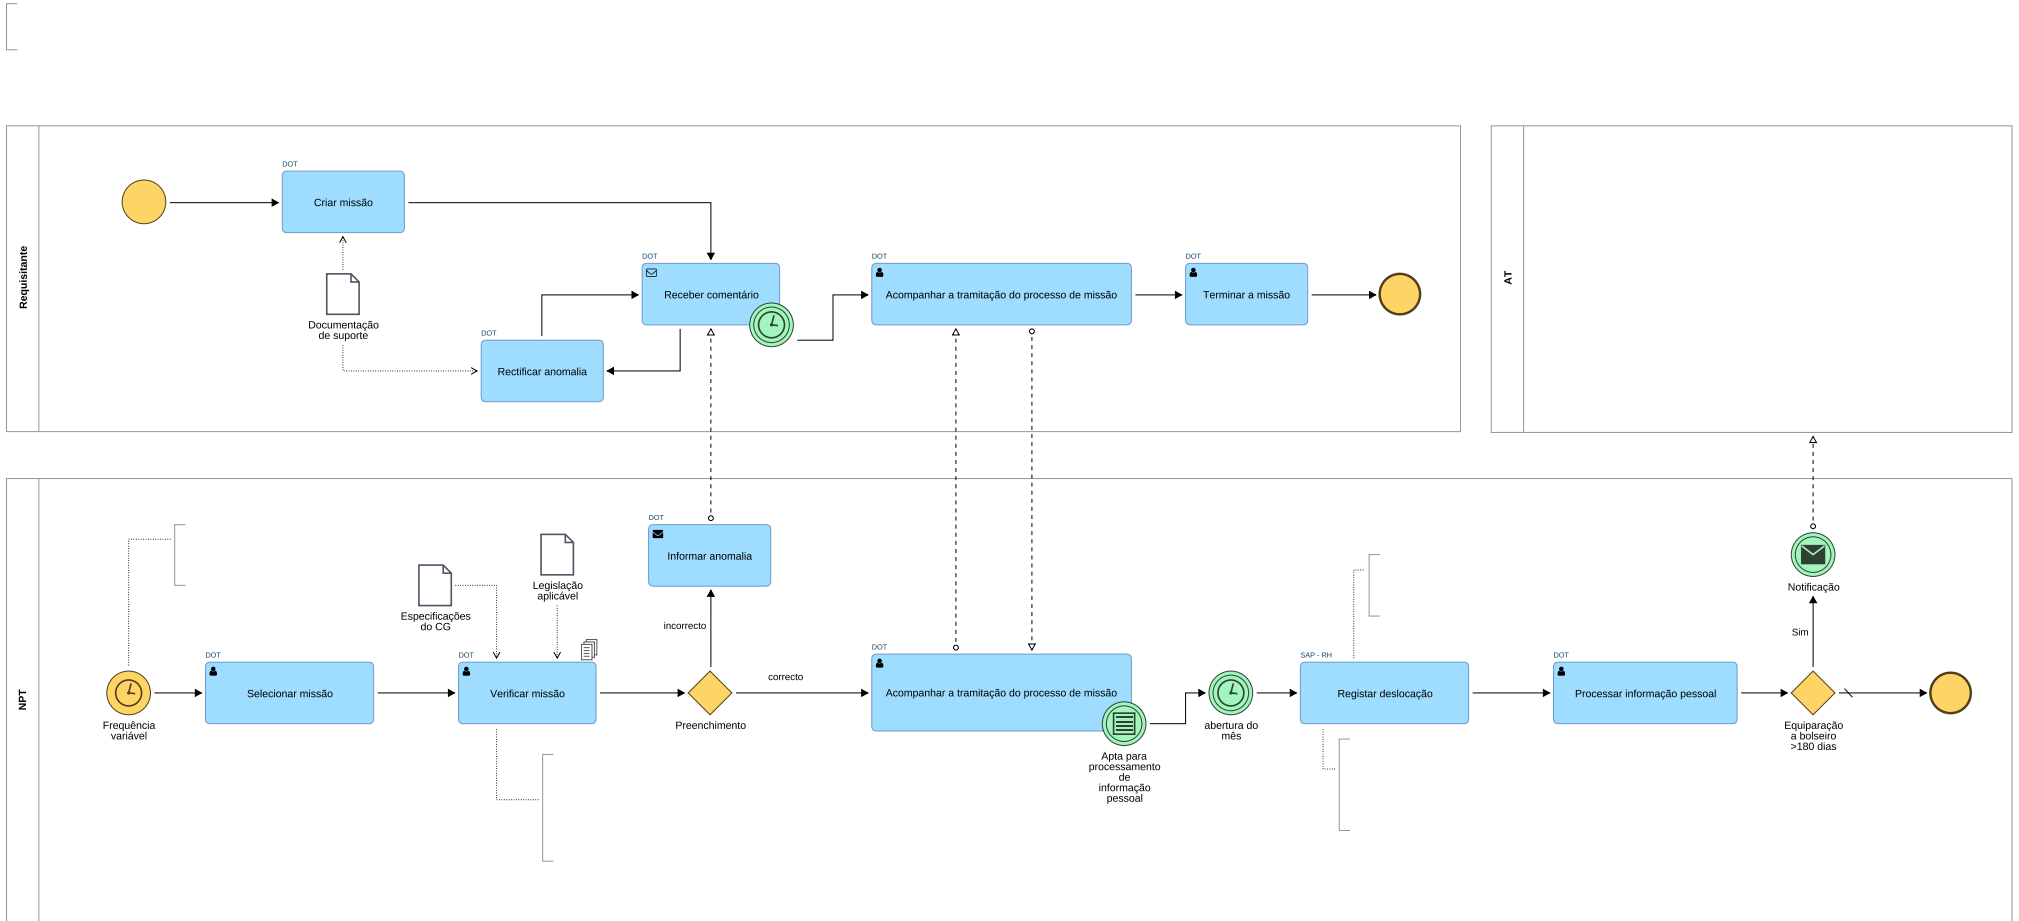 Requisitante
DOT
Criar missão
Documentação
de suporte
DOT
Rectificar anomalia
DOT
Receber comentário
DOT
Acompanhar a tramitação do processo de missão
DOT
Terminar a missão
AT
NPT
Frequência
variável
DOT
Selecionar missão
Especificações
do CG
Legislação
aplicável
DOT
Verificar missão
DOT
Informar anomalia
incorrecto
Preenchimento
correcto
DOT
Acompanhar a tramitação do processo de missão
Apta para
processamento
de
informação
pessoal
abertura do
mês
SAP - RH
Registar deslocação
DOT
Processar informação pessoal
Notificação
Sim
Equiparação
a bolseiro
>180 dias